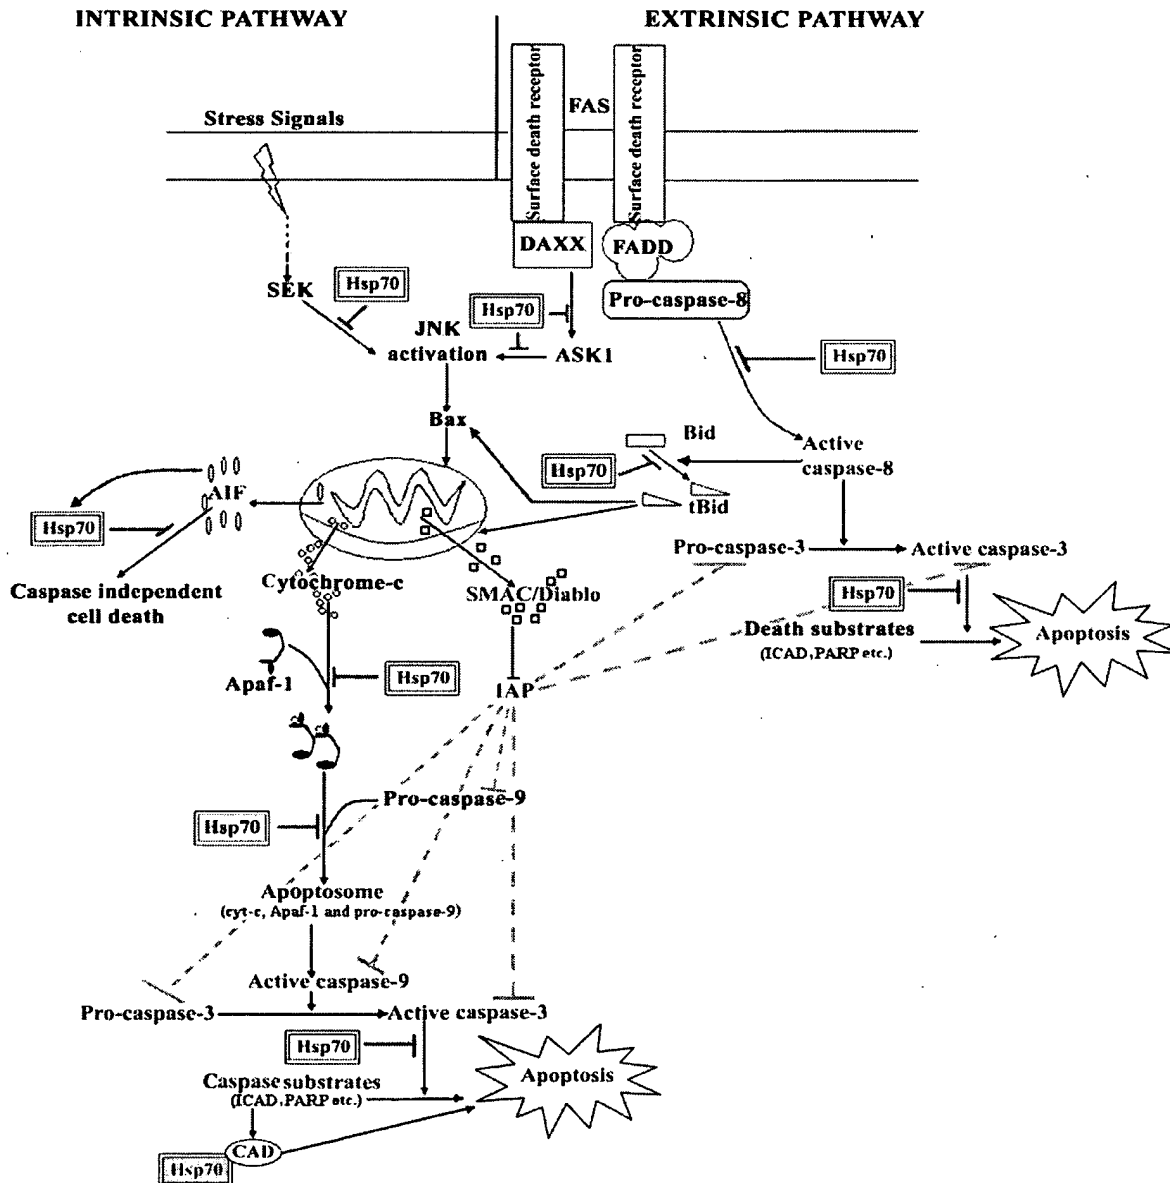 INTRINSIC PATHWAY
EXTRINSIC PATHWAY
Stress Signals
Surface death receptor
FAS
Surface death receptor
DAXX
FADD
SEK
Hsp70
Pro-caspase-8
Hsp70
JNK
activation
ASK1
Hsp70
Bax
Bid
Active
caspase-8
Hsp70
tBid
AIF
Hsp70
Pro-caspase-3
Active caspase-3
Caspase independent
cell death
Cytochrome-c
SMAC/Diablo
Hsp70
Death substrates
(ICAD, PARP etc.)
Apoptosis
Apaf-1
Hsp70
IAP
Pro-caspase-9
Hsp70
Apoptosome
(cyt-c, Apaf-1 and pro-caspase-9)
Active caspase-9
Pro-caspase-3
Active caspase-3
Hsp70
Apoptosis
Caspase substrates
(ICAD, PARP etc.)
CAD
Hsp70